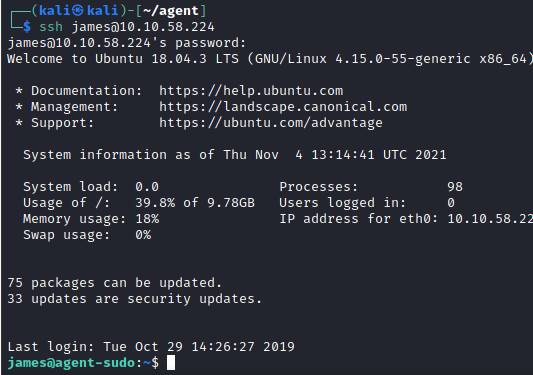 ┌──(kali㉿kali)-[~/agent]
└─$ ssh james@10.10.58.224
james@10.10.58.224's password:
Welcome to Ubuntu 18.04.3 LTS (GNU/Linux 4.15.0-55-generic x86_64)
* Documentation: https://help.ubuntu.com
* Management: https://landscape.canonical.com
* Support: https://ubuntu.com/advantage
System information as of Thu Nov 4 13:14:41 UTC 2021
System load: 0.0 Processes: 98
Usage of /: 39.8% of 9.78GB Users logged in: 0
Memory usage: 18% IP address for eth0: 10.10.58.22
Swap usage: 0%
75 packages can be updated.
33 updates are security updates.
Last login: Tue Oct 29 14:26:27 2019
james@agent-sudo:~$